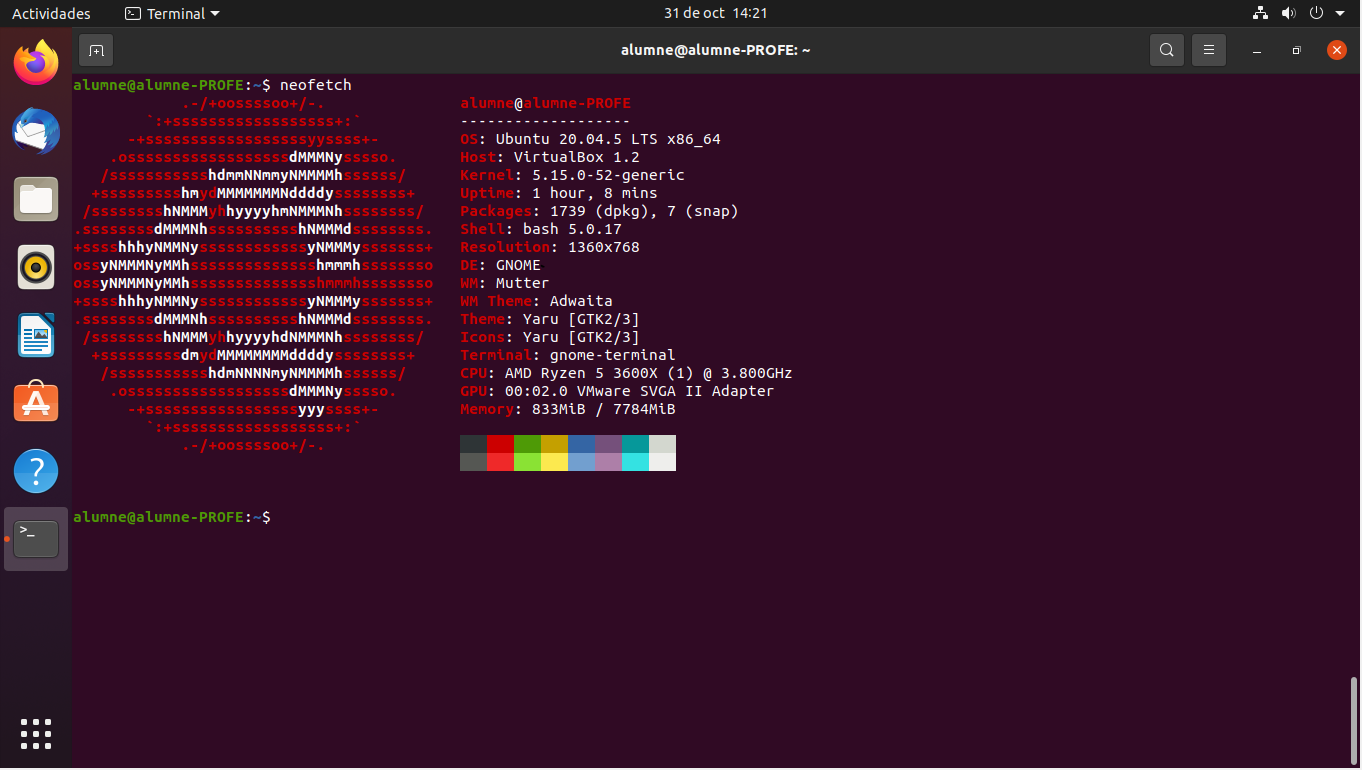 Actividades
Terminal
31 de oct 14:21
alumne@alumne-PROFE: ~
alumne@alumne-PROFE:~$ neofetch
.-/+oossssoo+/-. alumne@alumne-PROFE
`:+ssssssssssssssssss+:` -------------------
-+ssssssssssssssssssyyssss+- OS: Ubuntu 20.04.5 LTS x86_64
.ossssssssssssssssssdMMMNysssso. Host: VirtualBox 1.2
/ssssssssssshdmmNNmmyNMMMMhssssss/ Kernel: 5.15.0-52-generic
+ssssssssshmydMMMMMMMNddddyssssssss+ Uptime: 1 hour, 8 mins
/sssssssshNMMMyhhyyyyhmNMMMNhssssssss/ Packages: 1739 (dpkg), 7 (snap)
.ssssssssdMMMNhsssssssssshNMMMdssssssss. Shell: bash 5.0.17
+sssshhhyNMMNyssssssssssssyNMMMysssssss+ Resolution: 1360x768
ossyNMMMNyMMhsssssssssssssshmmmhssssssso DE: GNOME
ossyNMMMNyMMhsssssssssssssshmmmhssssssso WM: Mutter
+sssshhhyNMMNyssssssssssssyNMMMysssssss+ WM Theme: Adwaita
.ssssssssdMMMNhsssssssssshNMMMdssssssss. Theme: Yaru [GTK2/3]
/sssssssshNMMMyhhyyyyhdNMMMNhssssssss/ Icons: Yaru [GTK2/3]
+sssssssssdmydMMMMMMMMddddyssssssss+ Terminal: gnome-terminal
/ssssssssssshdmNNNNmyNMMMMhssssss/ CPU: AMD Ryzen 5 3600X (1) @ 3.800GHz
.ossssssssssssssssssdMMMNysssso. GPU: 00:02.0 VMware SVGA II Adapter
-+sssssssssssssssssyyyssss+- Memory: 833MiB / 7784MiB
`:+ssssssssssssssssss+:`
.-/+oossssoo+/-.
alumne@alumne-PROFE:~$